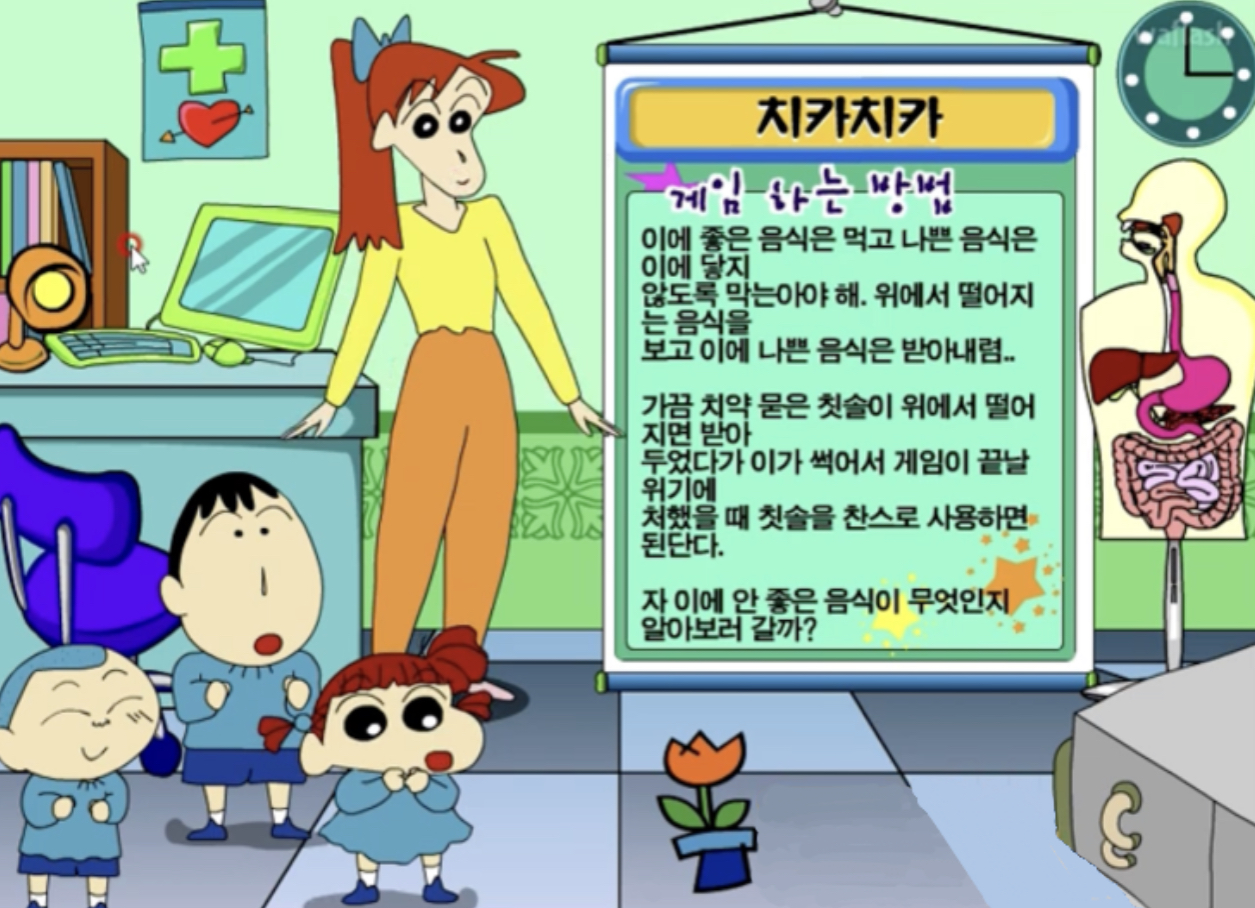 waflash
치카치카
게임 하는 방법
이에 좋은 음식은 먹고 나쁜 음식은
이에 닿지
않도록 막는아야 해. 위에서 떨어지
는 음식을
보고 이에 나쁜 음식은 받아내렴..
가끔 치약 묻은 칫솔이 위에서 떨어
지면 받아
두었다가 이가 썩어서 게임이 끝날
위기에
처했을 때 칫솔을 찬스로 사용하면
된단다.
자 이에 안 좋은 음식이 무엇인지
알아보러 갈까?